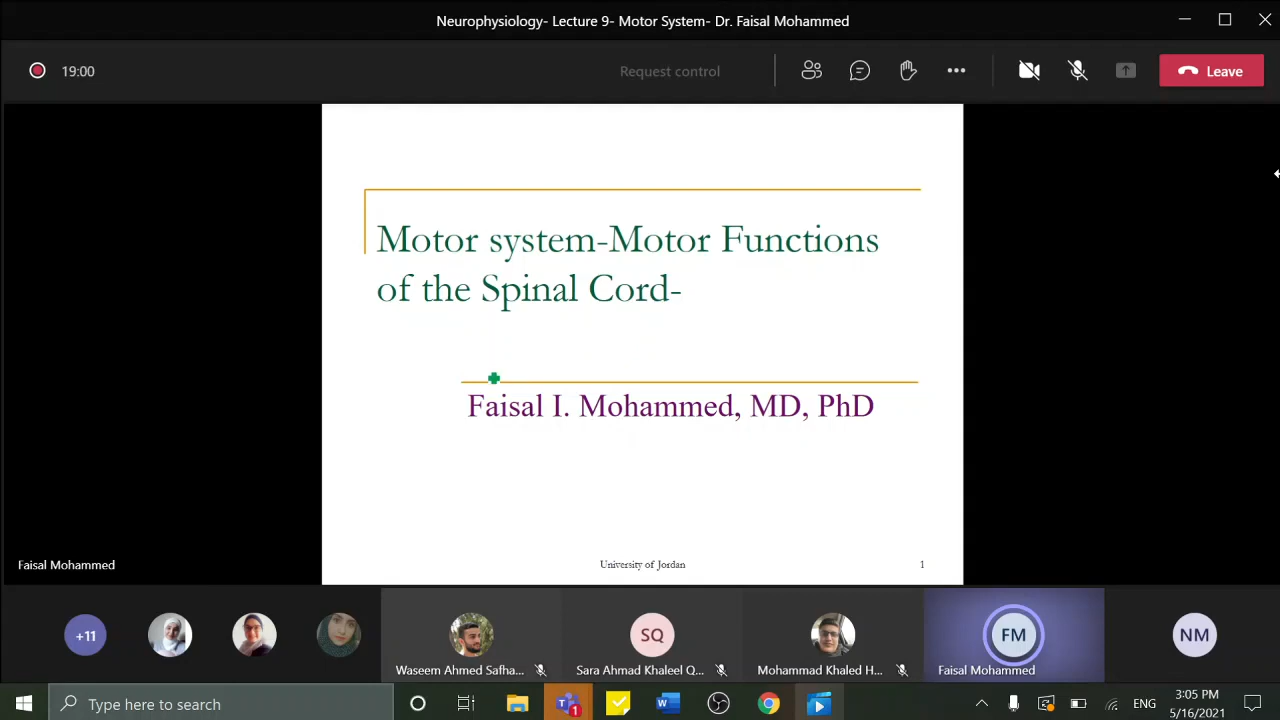 Neurophysiology- Lecture 9- Motor System- Dr. Faisal Mohammed
19:00
Request control
Leave
Motor system-Motor Functions
of the Spinal Cord-
Faisal I. Mohammed, MD, PhD
University of Jordan
1
Faisal Mohammed
+11
SQ
FM
NM
Waseem Ahmed Safha...
Sara Ahmad Khaleel Q...
Mohammad Khaled H...
Faisal Mohammed
Type here to search
1
ENG
3:05 PM
5/16/2021